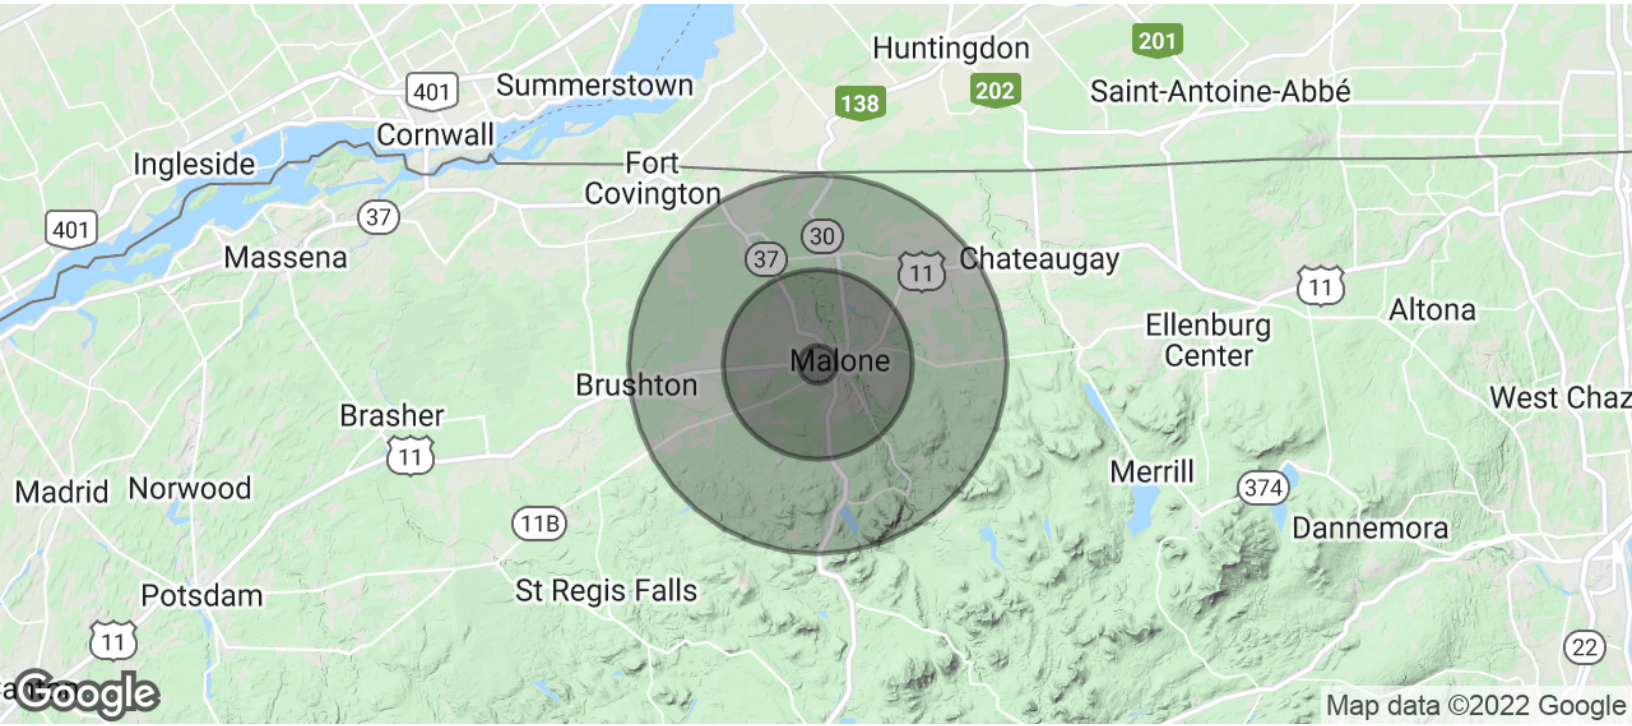 201
Huntingdon
401
Summerstown
202
Saint-Antoine-Abbé
138
Cornwall
Ingleside
Fort
Covington
37
401
30
Massena
37
11
Chateaugay
11
Altona
Ellenburg
Center
Malone
Brushton
West Chaz
Brasher
11
Merrill
Madrid
Norwood
374
11B
Dannemora
Potsdam
St Regis Falls
11
22
Google
Map data ©2022 Google